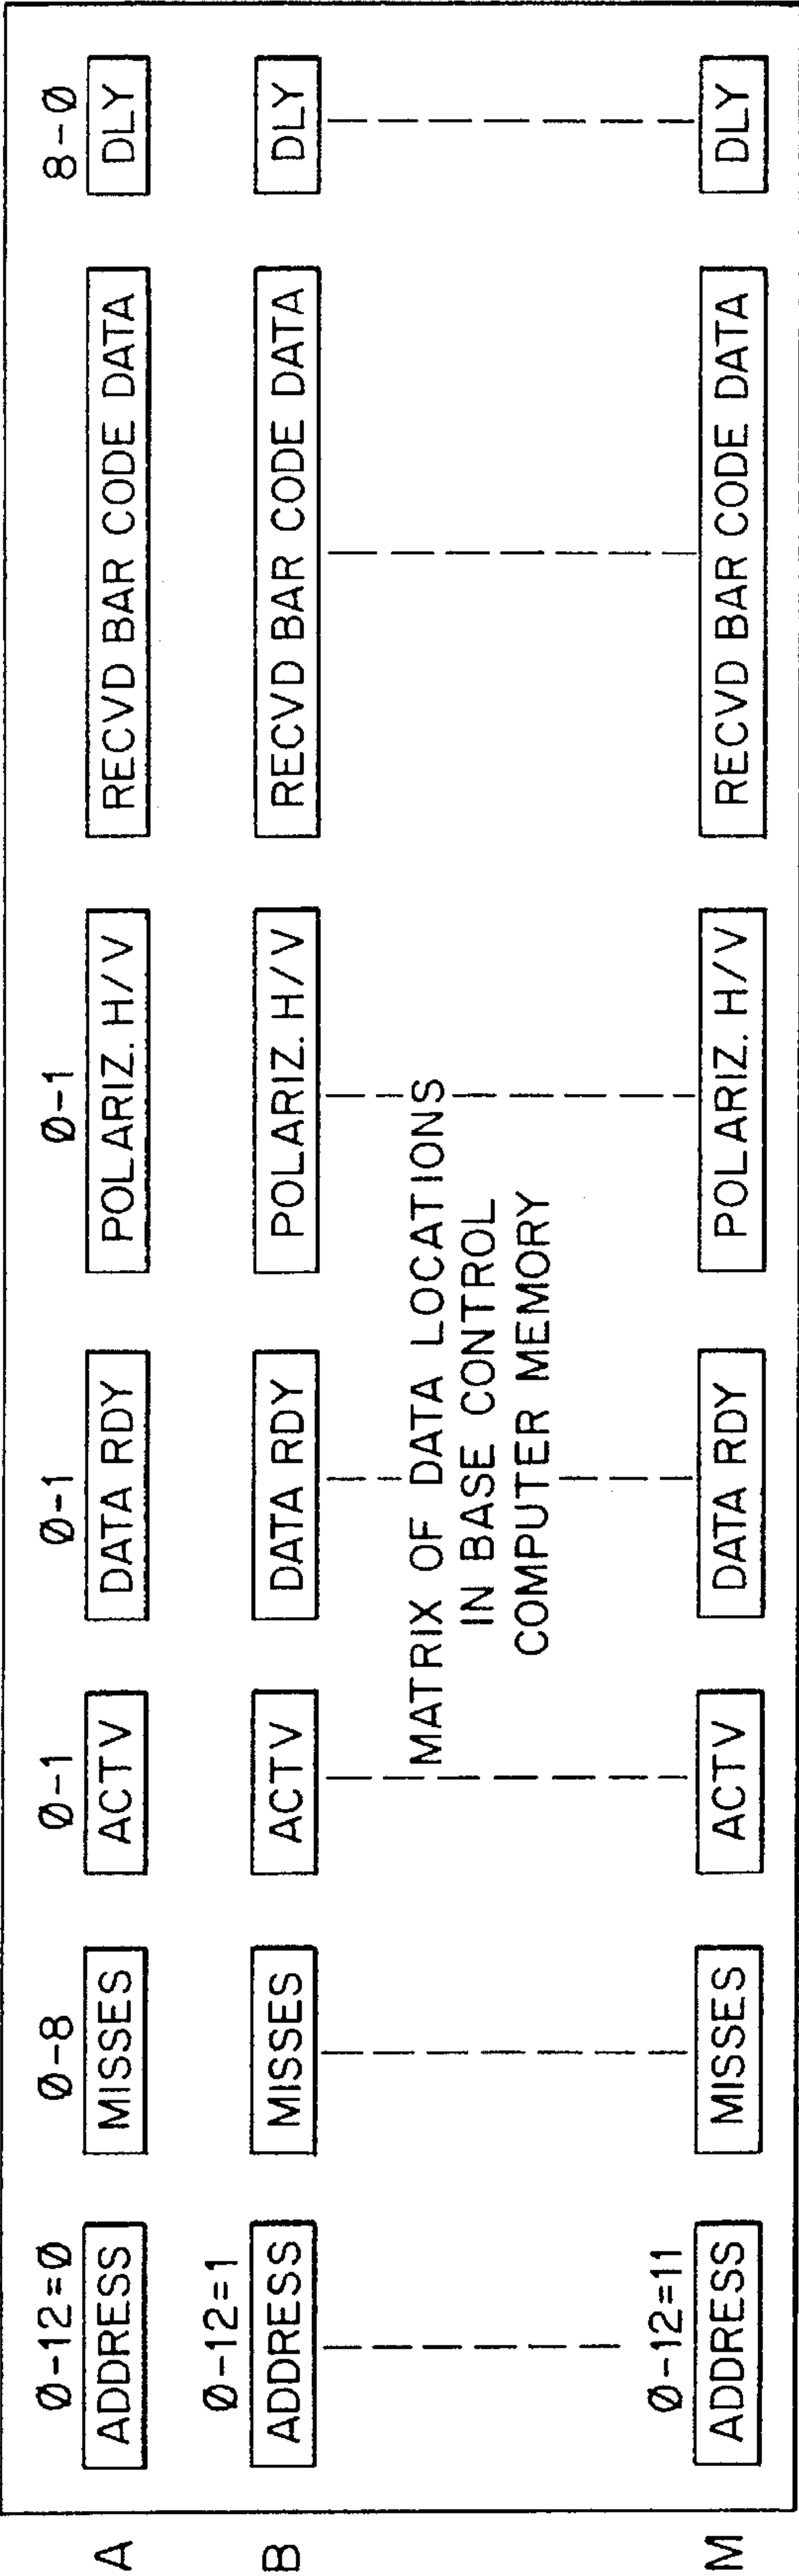 Ø-12=Ø Ø-8 Ø-1 Ø-1 Ø-1 8-Ø
A ADDRESS MISSES ACTV DATA RDY POLARIZ. H/V RECVD BAR CODE DATA DLY
Ø-12=1
B ADDRESS MISSES ACTV DATA RDY POLARIZ. H/V RECVD BAR CODE DATA DLY
MATRIX OF DATA LOCATIONS
IN BASE CONTROL
COMPUTER MEMORY
Ø-12=11
M ADDRESS MISSES ACTV DATA RDY POLARIZ. H/V RECVD BAR CODE DATA DLY